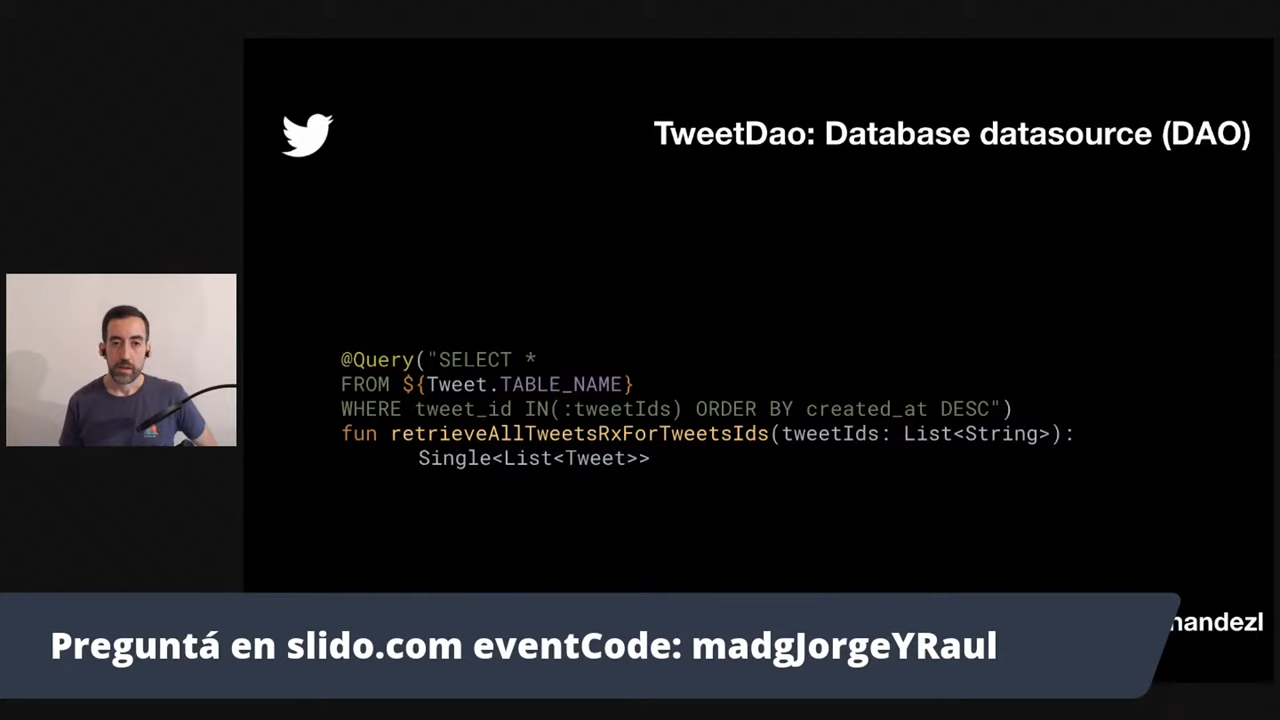 TweetDao: Database datasource (DAO)
@Query("SELECT *
FROM ${Tweet.TABLE_NAME}
WHERE tweet_id IN(:tweetIds) ORDER BY created_at DESC")
fun retrieveAllTweetsRxForTweetsIds(tweetIds: List<String>):
Single<List<Tweet>>
Preguntá en slido.com eventCode: madgJorgeYRaul